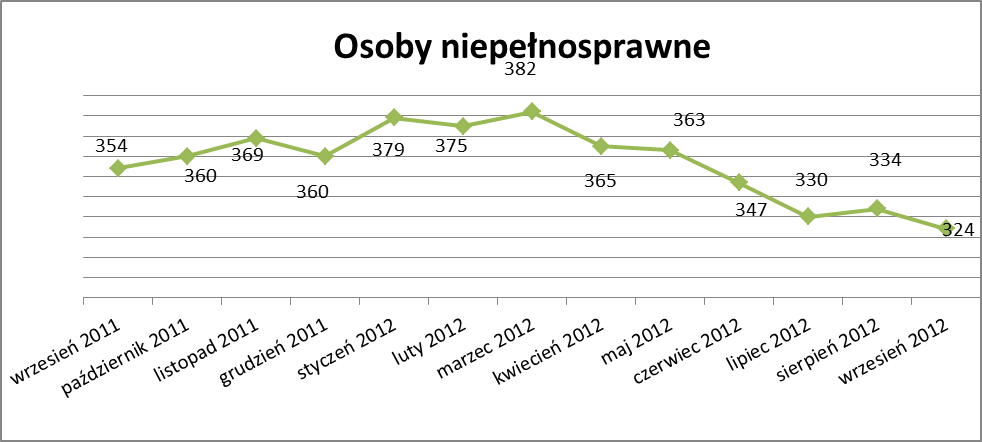 Osoby niepełnosprawne
354
360
369
360
379
375
382
365
363
347
330
334
324
wrzesień 2011
październik 2011
listopad 2011
grudzień 2011
styczeń 2012
luty 2012
marzec 2012
kwiecień 2012
maj 2012
czerwiec 2012
lipiec 2012
sierpień 2012
wrzesień 2012